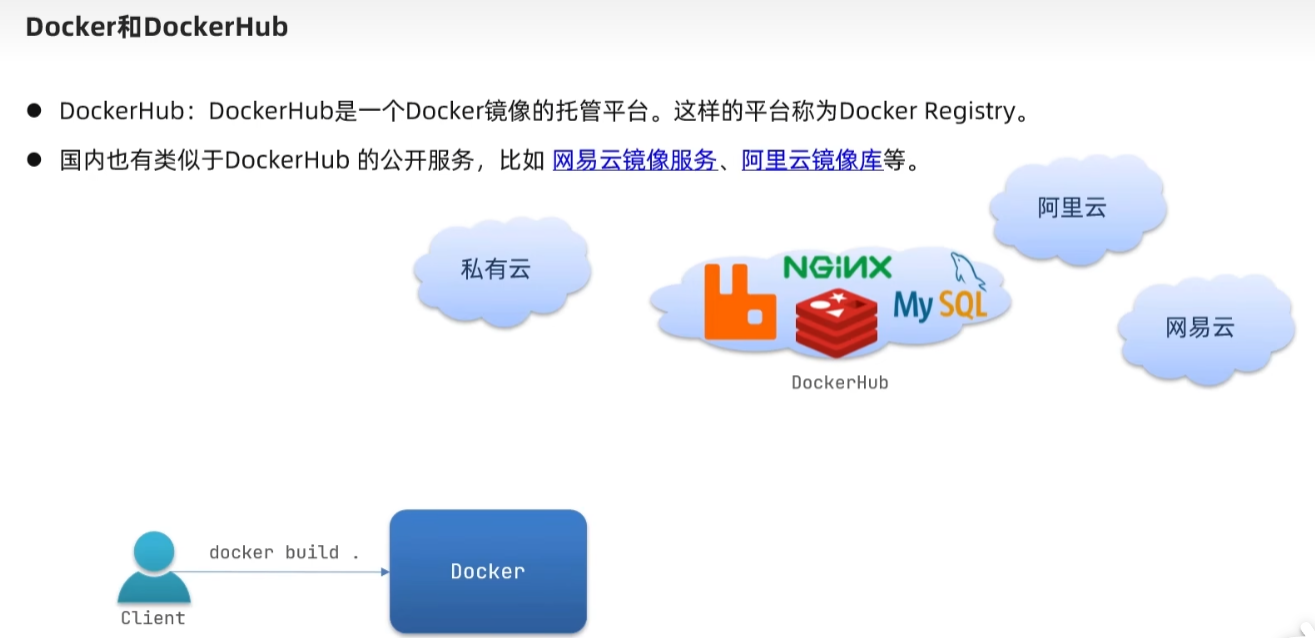 Docker和DockerHub
DockerHub：DockerHub是一个Docker镜像的托管平台。这样的平台称为Docker Registry。
国内也有类似于DockerHub 的公开服务，比如 网易云镜像服务、阿里云镜像库等。
阿里云
私有云
NGINX
MySQL
网易云
DockerHub
docker build .
Docker
Client